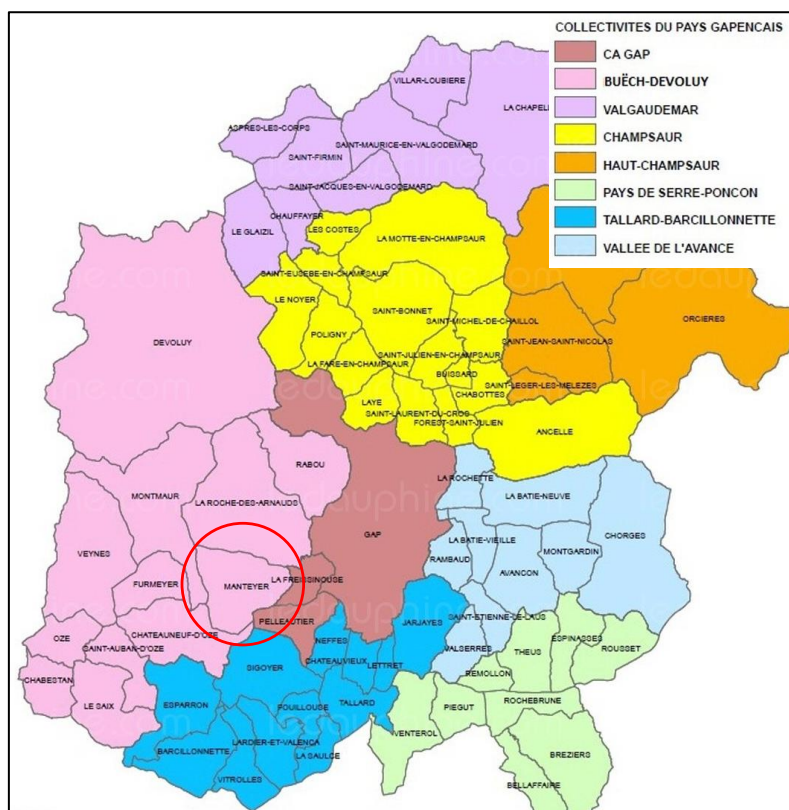 COLLECTIVITES DU PAYS GAPENCAIS
CA GAP
BUËCH-DEVOLUY
VALGAUDEMAR
CHAMPSAUR
HAUT-CHAMPSAUR
PAYS DE SERRE-PONCON
TALLARD-BARCILLONNETTE
VALLEE DE L'AVANCE
VILLAR-LOUBIERE
LA CHAPEL
ASPRES-LES-CORPS
SAINT-MAURICE-EN-VALGODEMARD
SAINT-FIRMIN
SAINT-JACQUES-EN-VALGODEMARD
CHAUFFAYER
LE GLAIZIL
LES COSTES
LA MOTTE-EN-CHAMPSAUR
SAINT-EUSEBE-EN-CHAMPSAUR
LE NOYER
SAINT-BONNET
SAINT-MICHEL-DE-CHAILLOL
ORCIERES
POLIGNY
SAINT-JEAN-SAINT-NICOLAS
DEVOLUY
SAINT-JULIEN-EN-CHAMPSAUR
LA FARE-EN-CHAMPSAUR
BUISSARD
SAINT-LEGER-LES-MELEZES
CHABOTTES
LAYE
SAINT-LAURENT-DU-CROS
FOREST-SAINT-JULIEN
ANCELLE
RABOU
LA ROCHETTE
MONTMAUR
LA ROCHE-DES-ARNAUDS
LA BATIE-NEUVE
GAP
CHORGES
LA BATIE-VIEILLE
VEYNES
MONTGARDIN
RAMBAUD
AVANCON
FURMEYER
MANTEYER
LA FREISSINOUSE
PELLEAUTIER
JARJAYES
SAINT-ETIENNE-DE-LAUS
CHATEAUNEUF-D'OZE
OZE
NEFFES
ESPINASSES
ROUSSET
SAINT-AUBAN-D'OZE
VALSERRES
THEUS
CHATEAUVIEUX
LETTRET
SIGOYER
REMOLLON
CHABESTAN
ROCHEBRUNE
LE SAIX
ESPARRON
FOUILLOUSE
TALLARD
PIEGUT
VENTEROL
LARDIER-ET-VALENCA
BARCILLONNETTE
LA SAULCE
BREZIERS
VITROLLES
BELLAFFAIRE